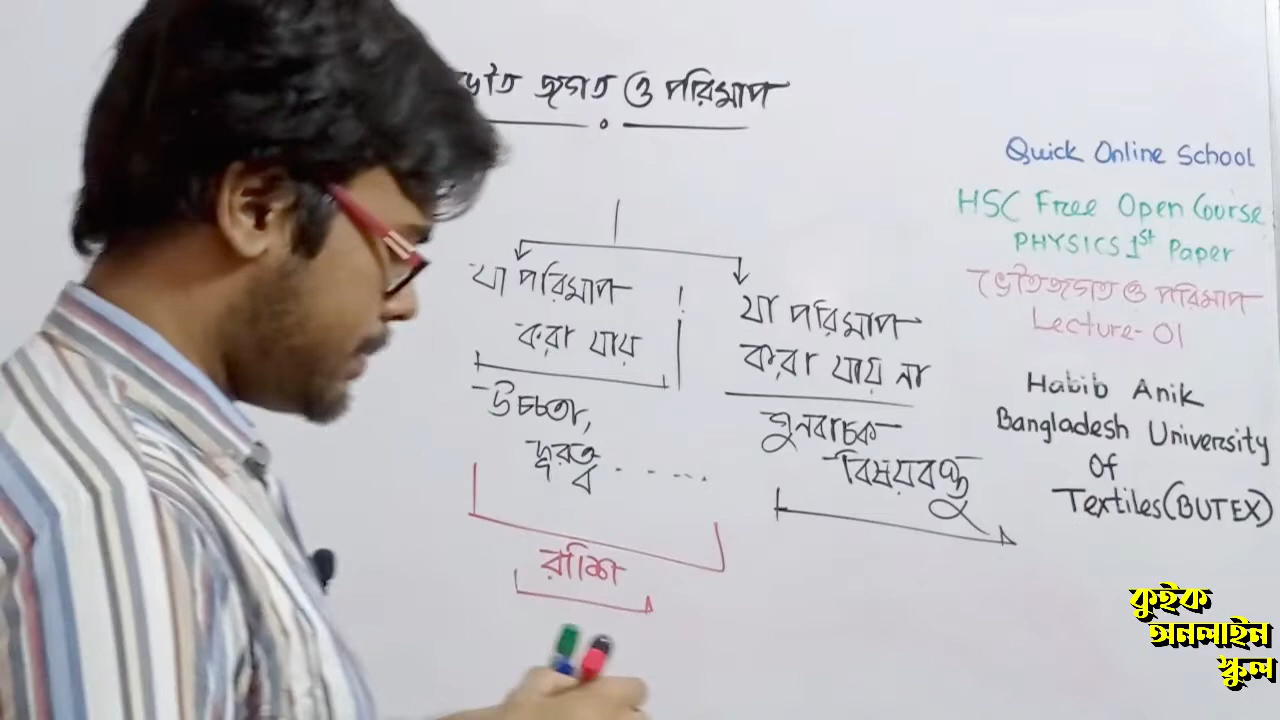 জগত ও পরিমাপ
যা পরিমাপ
করা যায়
উচ্চতা,
দূরত্ব .....
রাশি
যা পরিমাপ
করা যায় না
গুনবাচক
বিষয়বস্তু
Quick Online School
HSC Free Open Course
PHYSICS 1st Paper
ভৌতজগত ও পরিমাপ
Lecture-01
Habib Anik
Bangladesh University
Of
Textiles(BUTEX)
কুইক
অনলাইন
স্কুল